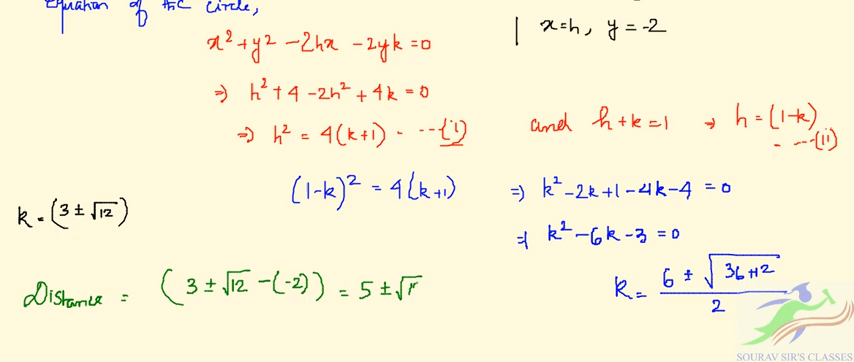 Equation of the circle,
x² + y² - 2hx - 2yk = 0 | x=h, y = -2
⇒ h² + 4 - 2h² + 4k = 0
⇒ h² = 4(k+1) - --(i) and h+k=1 ⇒ h = (1-k) - ---(ii)
(1-k)² = 4(k+1) ⇒ k² - 2k + 1 - 4k - 4 = 0
k = (3 ± √12) ⇒ k² - 6k - 3 = 0
Distance = (3 ± √12 - (-2)) = 5 ± √1 k = 6 ± √36+12 / 2
SOURAV SIR'S CLASSES